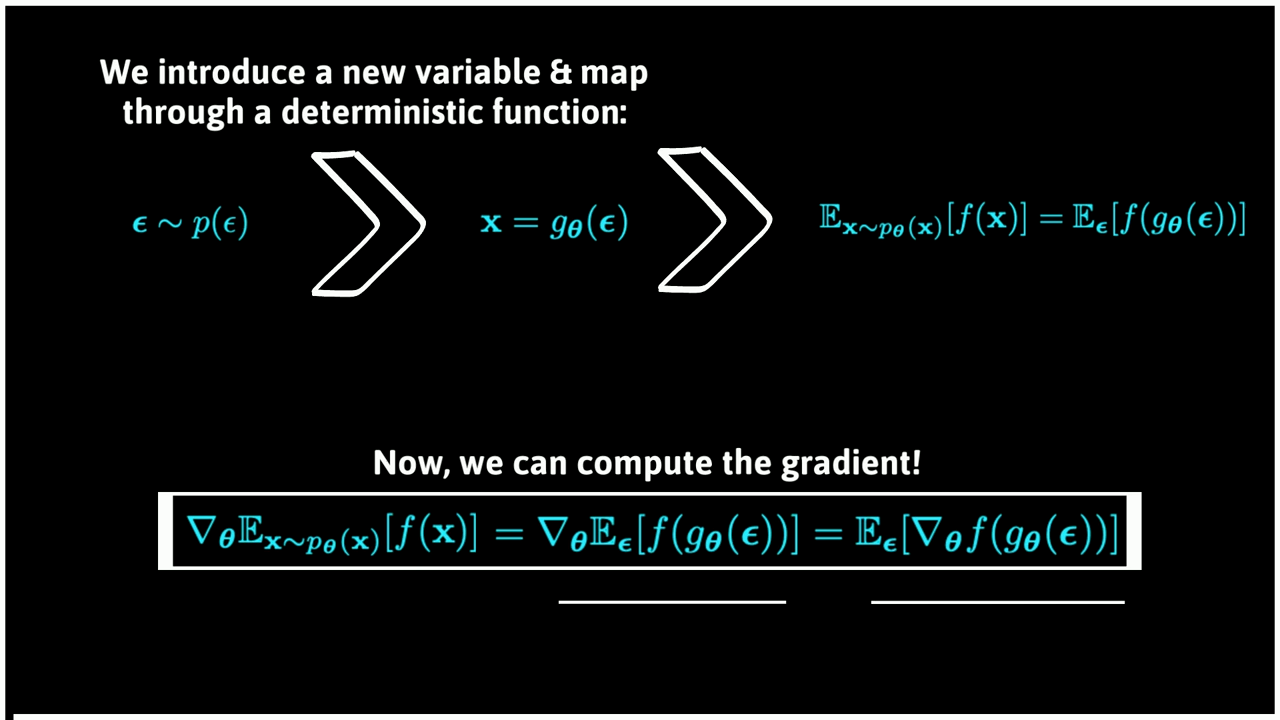 We introduce a new variable & map
through a deterministic function:
ϵ ∼ p(ϵ)
x = g_θ(ϵ)
𝔼_{x∼p_θ(x)}[f(x)] = 𝔼_ϵ[f(g_θ(ϵ))]
Now, we can compute the gradient!
∇_θ𝔼_{x∼p_θ(x)}[f(x)] = ∇_θ𝔼_ϵ[f(g_θ(ϵ))] = 𝔼_ϵ[∇_θ f(g_θ(ϵ))]